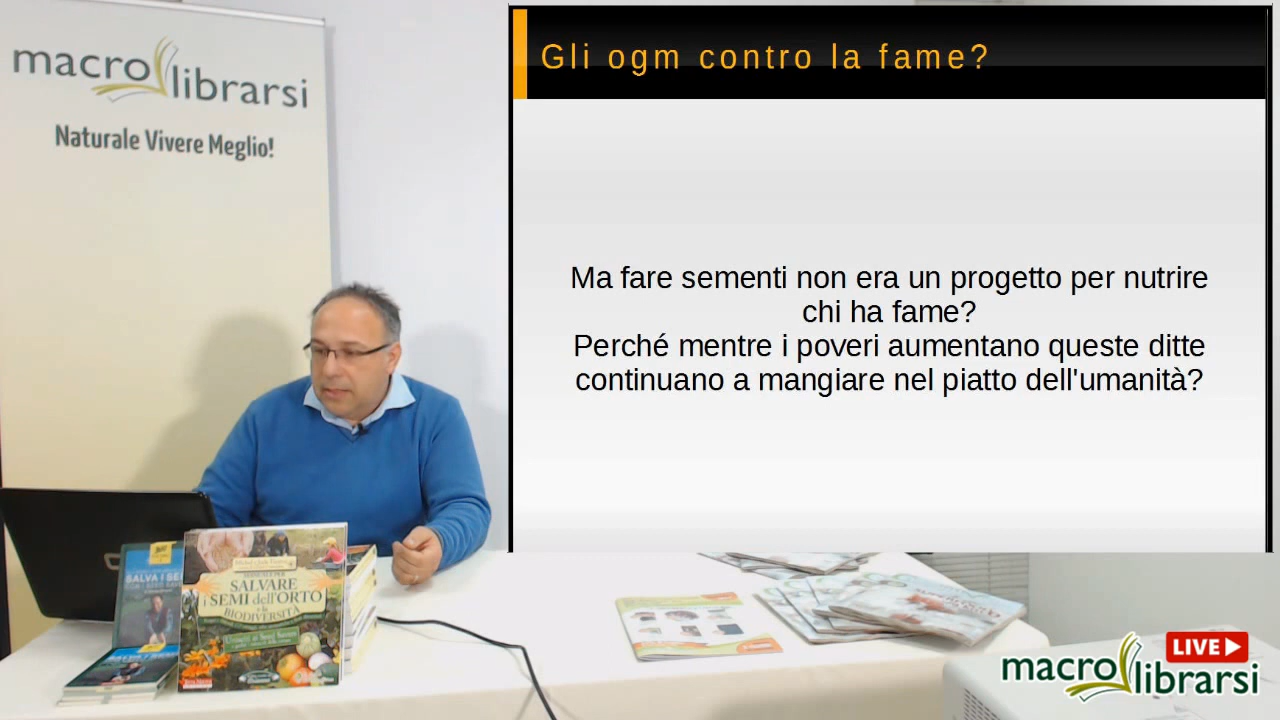 macro librarsi
Naturale Vivere Meglio!
Gli ogm contro la fame?
Ma fare sementi non era un progetto per nutrire
chi ha fame?
Perché mentre i poveri aumentano queste ditte
continuano a mangiare nel piatto dell'umanità?
SALVA I SEMI
MANUALE PER
SALVARE
i SEMI dell'ORTO
e la
BIODIVERSITÀ
LIVE
macro librarsi